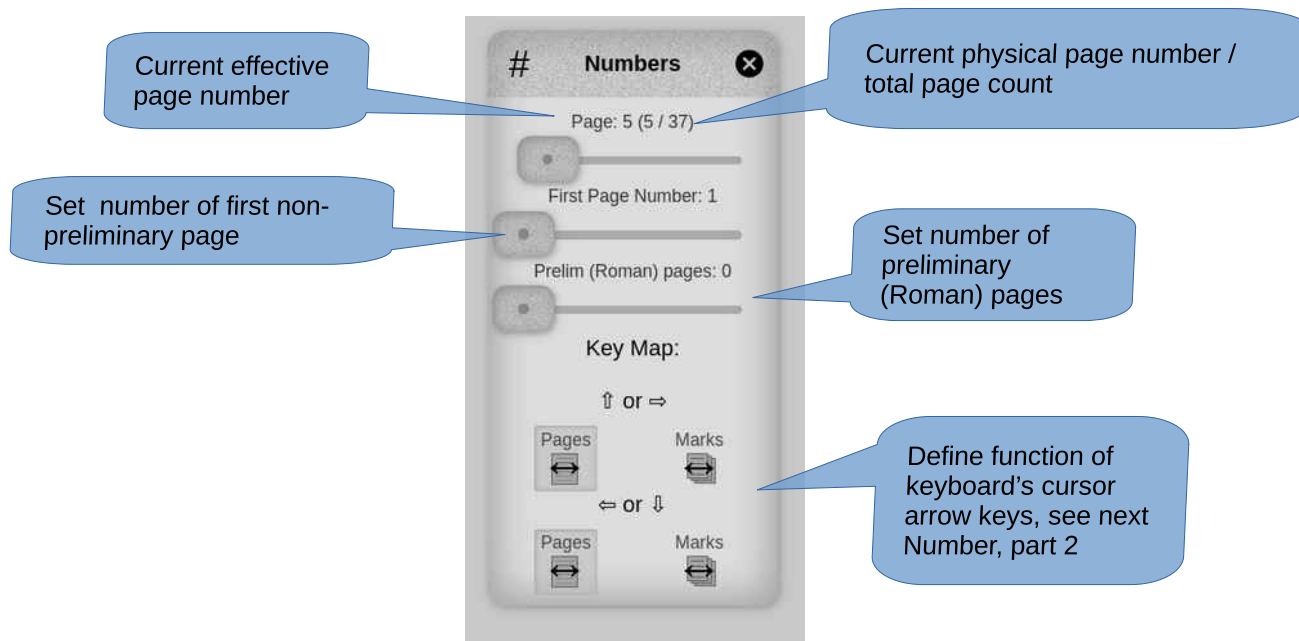 Current effective
page number
Current physical page number /
total page count
Set  number of first non-
preliminary page
Set number of
preliminary
(Roman) pages
Define function of
keyboard’s cursor
arrow keys, see next
Number, part 2
# Numbers
Page: 5 (5 / 37)
First Page Number: 1
Prelim (Roman) pages: 0
Key Map:
⇧ or ⇨
Pages Marks
⇦ or ⇩
Pages Marks